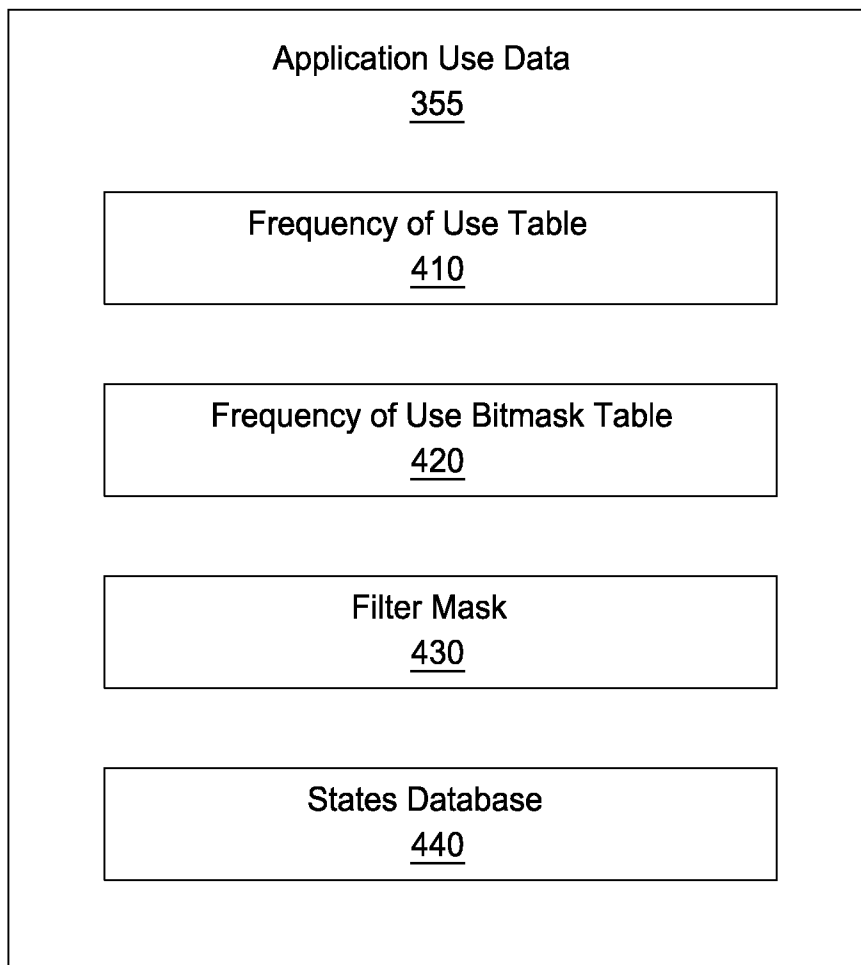 Application Use Data
355
Frequency of Use Table
410
Frequency of Use Bitmask Table
420
Filter Mask
430
States Database
440